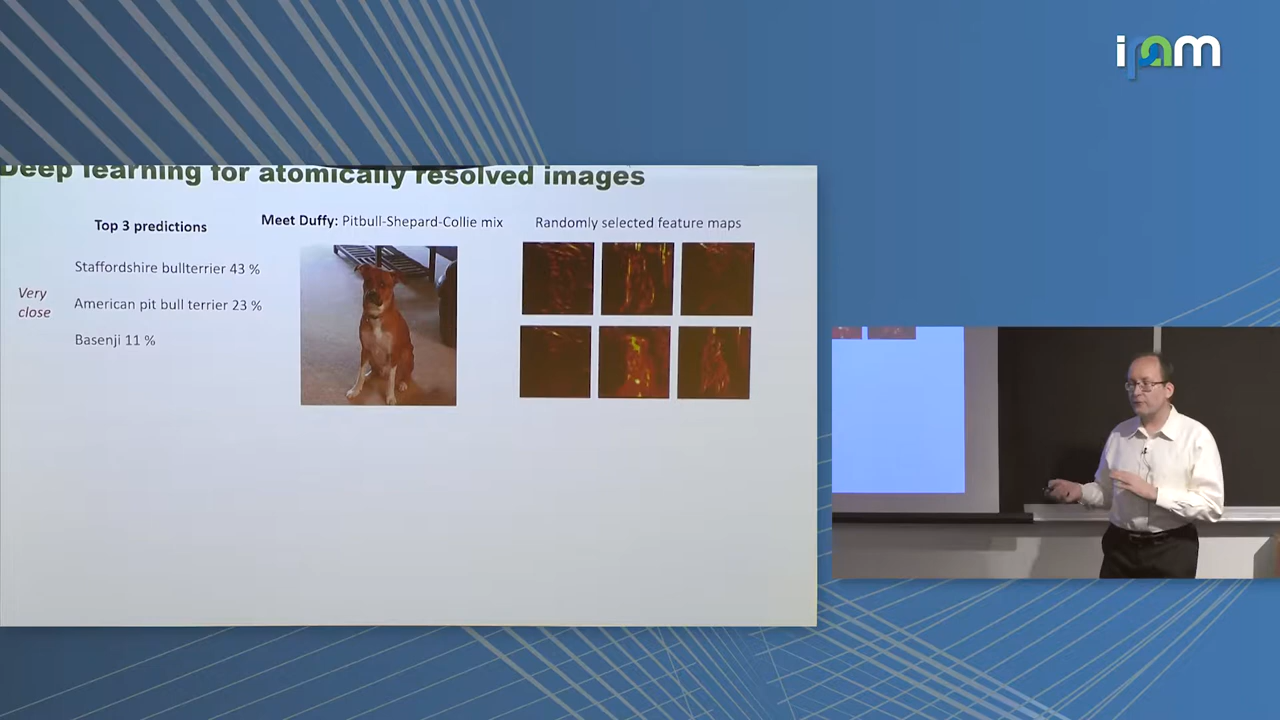 ipam
Deep learning for atomically resolved images
Top 3 predictions
Meet Duffy: Pitbull-Shepard-Collie mix
Randomly selected feature maps
Very
close
Staffordshire bullterrier 43 %
American pit bull terrier 23 %
Basenji 11 %